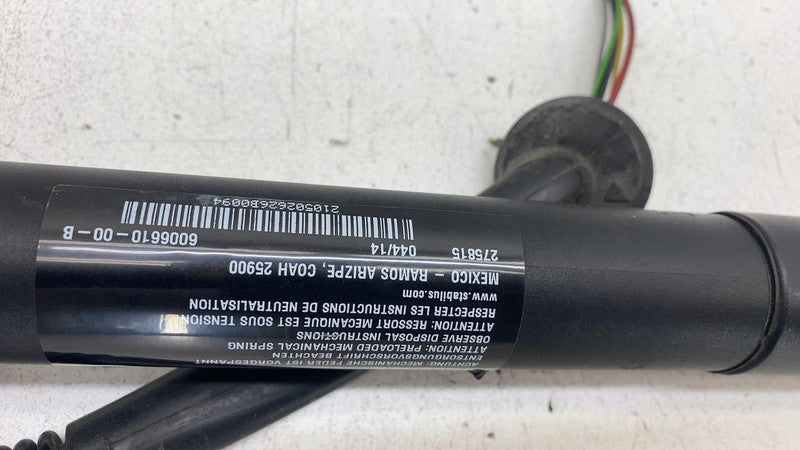 ACHTUNG: MECHANISCHE FEDER IST VORGESPANNT
ENTSORGUNGSVORSCHRIFT BEACHTEN
ATTENTION: PRELOADED MECHANICAL SPRING
OBSERVE DISPOSAL INSTRUCTIONS
ATTENTION: RESSORT MECANIQUE EST SOUS TENSION
RESPECTER LES INSTRUCTIONS DE NEUTRALISATION
www.stabilus.com
MEXICO - RAMOS ARIZPE, COAH 25900
275815 044/14 6006610-00-B
210502626B0094